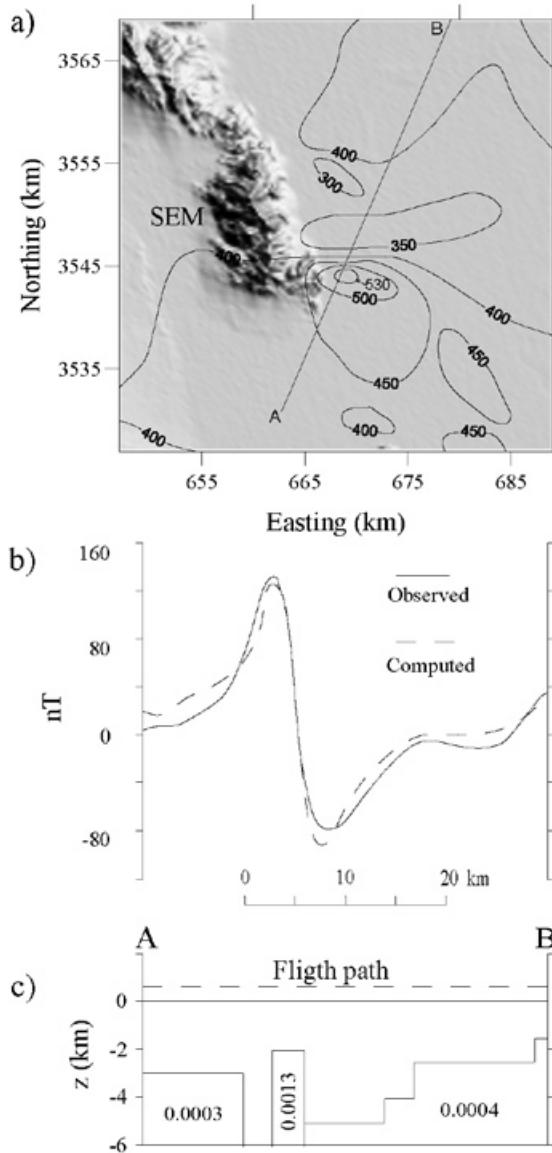 a)
B
3565
400
300
3555
SEM
350
Northing (km)
400
3545
530
500
400
450
450
3535
A
400
400
450
655 665 675 685
Easting (km)
b)
160
Observed
80
Computed
nT
0
-80
0 10 20 km
A B
c)
Fligth path
0
z (km)
-2
0.0013
0.0003
0.0004
-4
-6